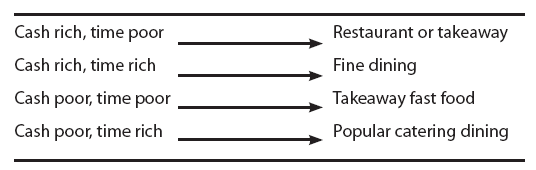 Cash rich, time poor Restaurant or takeaway
Cash rich, time rich Fine dining
Cash poor, time poor Takeaway fast food
Cash poor, time rich Popular catering dining